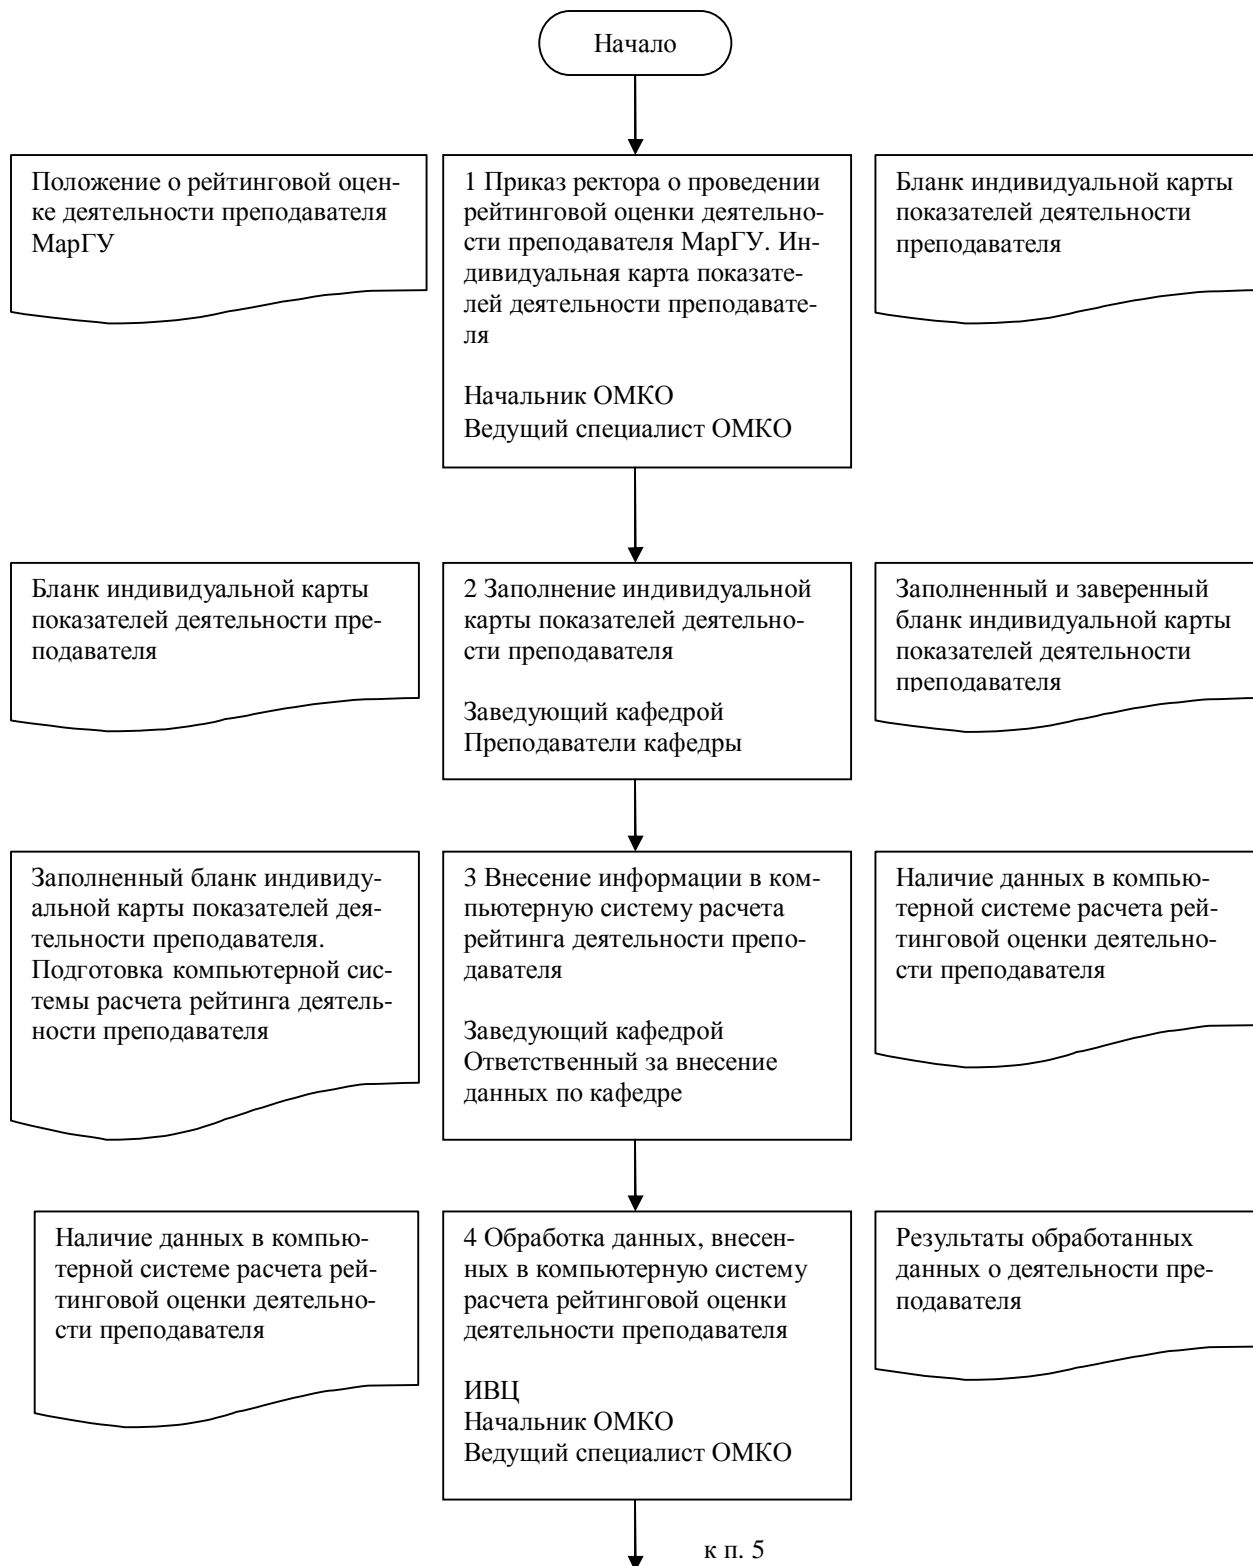 Начало
Положение о рейтинговой оцен-
ке деятельности преподавателя
МарГУ
1 Приказ ректора о проведении
рейтинговой оценки деятельно-
сти преподавателя МарГУ. Ин-
дивидуальная карта показате-
лей деятельности преподавате-
ля
Начальник ОМКО
Ведущий специалист ОМКО
Бланк индивидуальной карты
показателей деятельности
преподавателя
Бланк индивидуальной карты
показателей деятельности пре-
подавателя
2 Заполнение индивидуальной
карты показателей деятельно-
сти преподавателя
Заведующий кафедрой
Преподаватели кафедры
Заполненный и заверенный
бланк индивидуальной карты
показателей деятельности
преподавателя
Заполненный бланк индивиду-
альной карты показателей дея-
тельности преподавателя.
Подготовка компьютерной сис-
темы расчета рейтинга деятель-
ности преподавателя
3 Внесение информации в ком-
пьютерную систему расчета
рейтинга деятельности препо-
давателя
Заведующий кафедрой
Ответственный за внесение
данных по кафедре
Наличие данных в компью-
терной системе расчета рей-
тинговой оценки деятельно-
сти преподавателя
Наличие данных в компью-
терной системе расчета рей-
тинговой оценки деятельно-
сти преподавателя
4 Обработка данных, внесен-
ных в компьютерную систему
расчета рейтинговой оценки
деятельности преподавателя
ИВЦ
Начальник ОМКО
Ведущий специалист ОМКО
Результаты обработанных
данных о деятельности пре-
подавателя
к п. 5